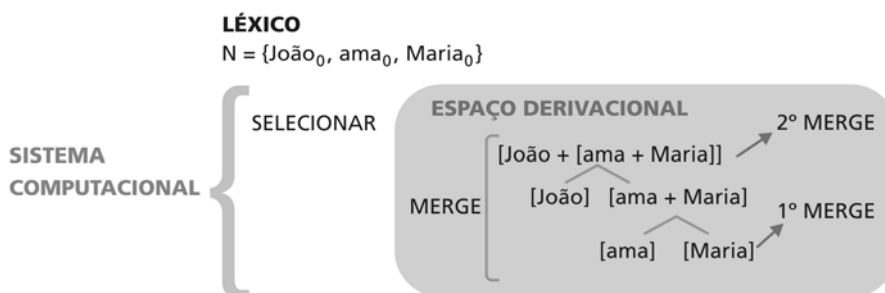 LÉXICO
N = {João₀, ama₀, Maria₀}
SELECIONAR
ESPAÇO DERIVACIONAL
2º MERGE
SISTEMA
COMPUTACIONAL
[João + [ama + Maria]]
MERGE
[João] [ama + Maria]
1º MERGE
[ama] [Maria]